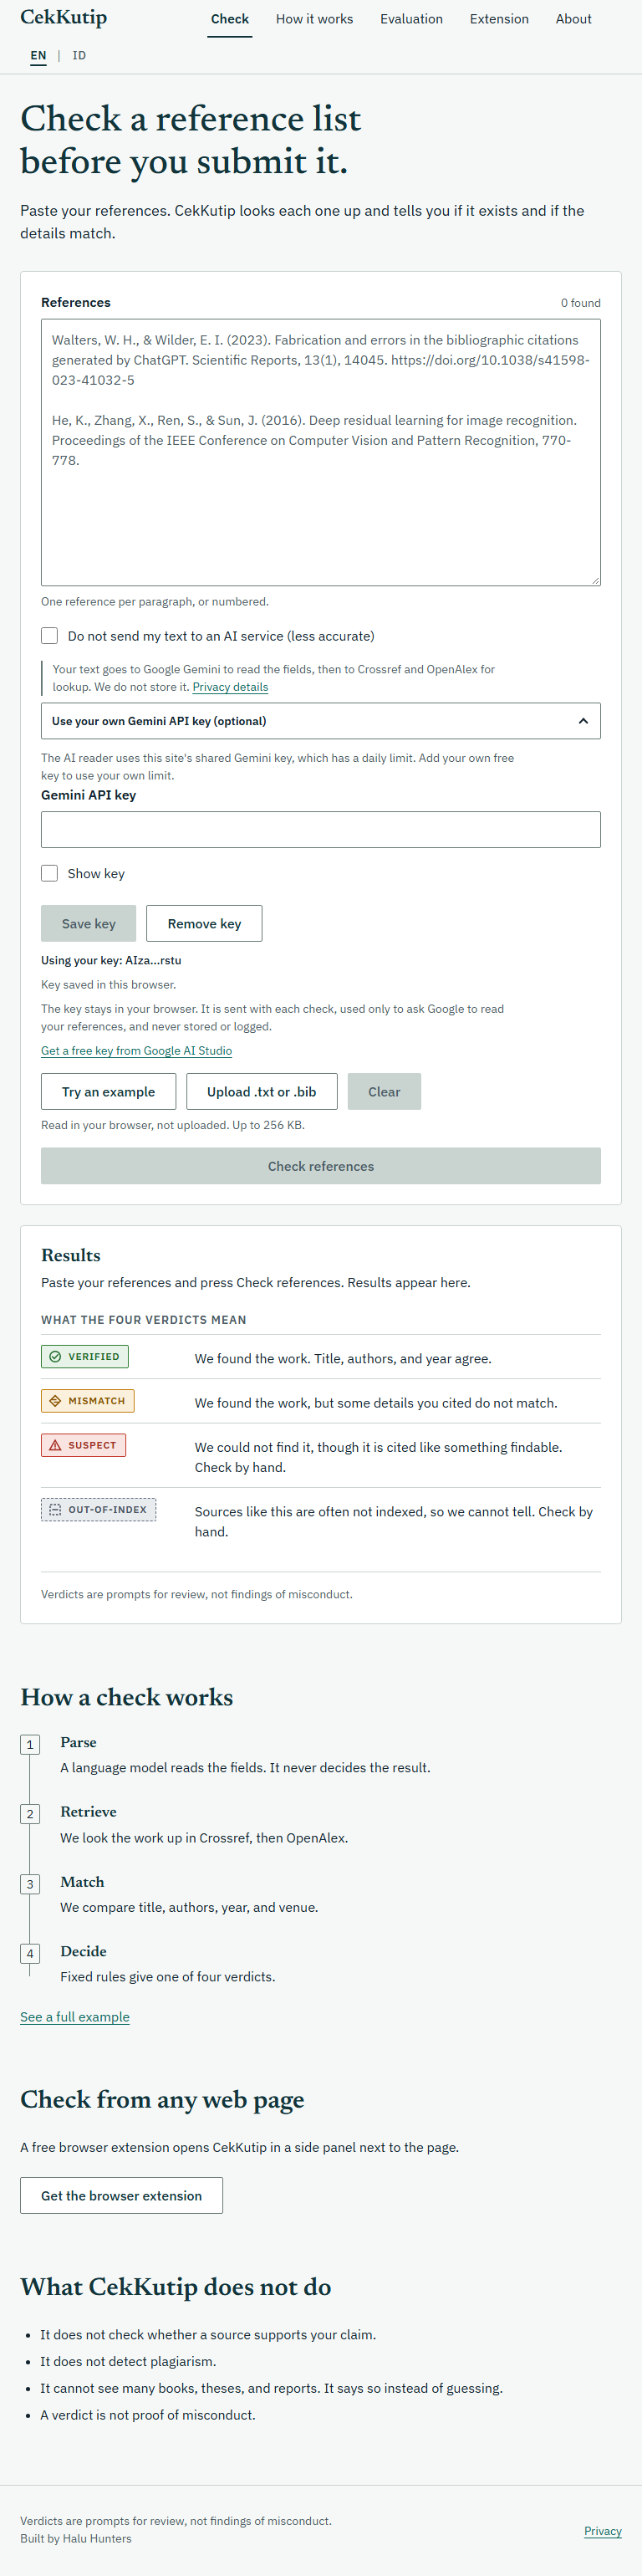 CekKutip
Check How it works Evaluation Extension About
EN | ID
Check a reference list
before you submit it.
Paste your references. CekKutip looks each one up and tells you if it exists and if the
details match.
References 0 found
Walters, W. H., & Wilder, E. I. (2023). Fabrication and errors in the bibliographic citations
generated by ChatGPT. Scientific Reports, 13(1), 14045. https://doi.org/10.1038/s41598-
023-41032-5
He, K., Zhang, X., Ren, S., & Sun, J. (2016). Deep residual learning for image recognition.
Proceedings of the IEEE Conference on Computer Vision and Pattern Recognition, 770-
778.
One reference per paragraph, or numbered.
Do not send my text to an AI service (less accurate)
Your text goes to Google Gemini to read the fields, then to Crossref and OpenAlex for
lookup. We do not store it. Privacy details
Use your own Gemini API key (optional)
The AI reader uses this site's shared Gemini key, which has a daily limit. Add your own free
key to use your own limit.
Gemini API key
Show key
Save key Remove key
Using your key: AIza...rstu
Key saved in this browser.
The key stays in your browser. It is sent with each check, used only to ask Google to read
your references, and never stored or logged.
Get a free key from Google AI Studio
Try an example Upload .txt or .bib Clear
Read in your browser, not uploaded. Up to 256 KB.
Check references
Results
Paste your references and press Check references. Results appear here.
WHAT THE FOUR VERDICTS MEAN
VERIFIED We found the work. Title, authors, and year agree.
MISMATCH We found the work, but some details you cited do not match.
SUSPECT We could not find it, though it is cited like something findable.
Check by hand.
OUT-OF-INDEX Sources like this are often not indexed, so we cannot tell. Check by
hand.
Verdicts are prompts for review, not findings of misconduct.
How a check works
1 Parse
A language model reads the fields. It never decides the result.
2 Retrieve
We look the work up in Crossref, then OpenAlex.
3 Match
We compare title, authors, year, and venue.
4 Decide
Fixed rules give one of four verdicts.
See a full example
Check from any web page
A free browser extension opens CekKutip in a side panel next to the page.
Get the browser extension
What CekKutip does not do
• It does not check whether a source supports your claim.
• It does not detect plagiarism.
• It cannot see many books, theses, and reports. It says so instead of guessing.
• A verdict is not proof of misconduct.
Verdicts are prompts for review, not findings of misconduct.
Built by Halu Hunters
Privacy